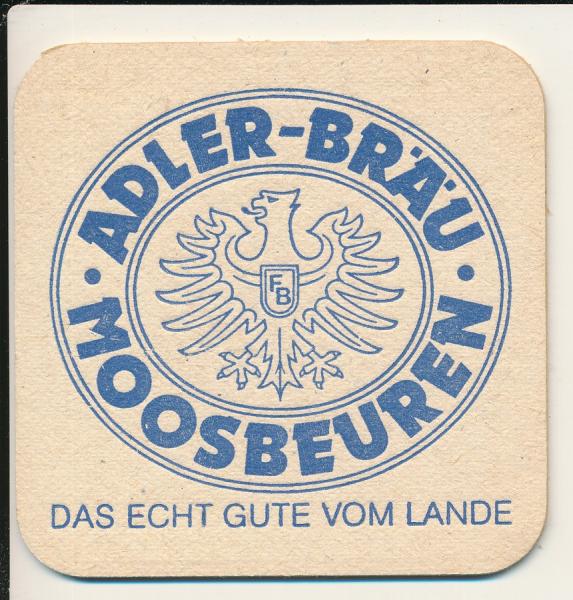 ADLER-BRÄU
FB
MOOSBEUREN
DAS ECHT GUTE VOM LANDE